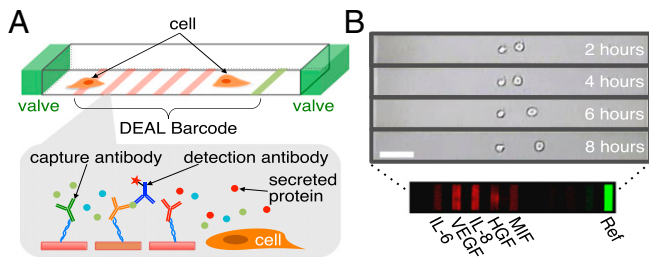 A
cell
valve
valve
DEAL Barcode
capture antibody
detection antibody
secreted
protein
cell
B
2 hours
4 hours
6 hours
8 hours
IL-6
VEGF
IL-8
HGF
MIF
Ref